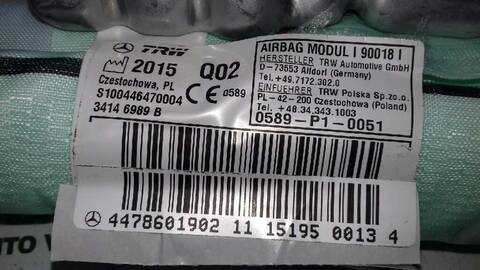 TRW
2015 Q02
Czestochowa, PL
S100446470004
CE 0589
3414 6989 B
AIRBAG MODUL I 90018 I
HERSTELLER TRW Automotive GmbH
D-73553 Alfdorf (Germany)
Tel.+49.7172.302.0
EINFUEHRER TRW Polska Sp.zo.o.
PL-42-200 Czestochowa (Poland)
Tel.+48.34.343.1003
0589-P1-0051
4478601902 11 15195 0013 4